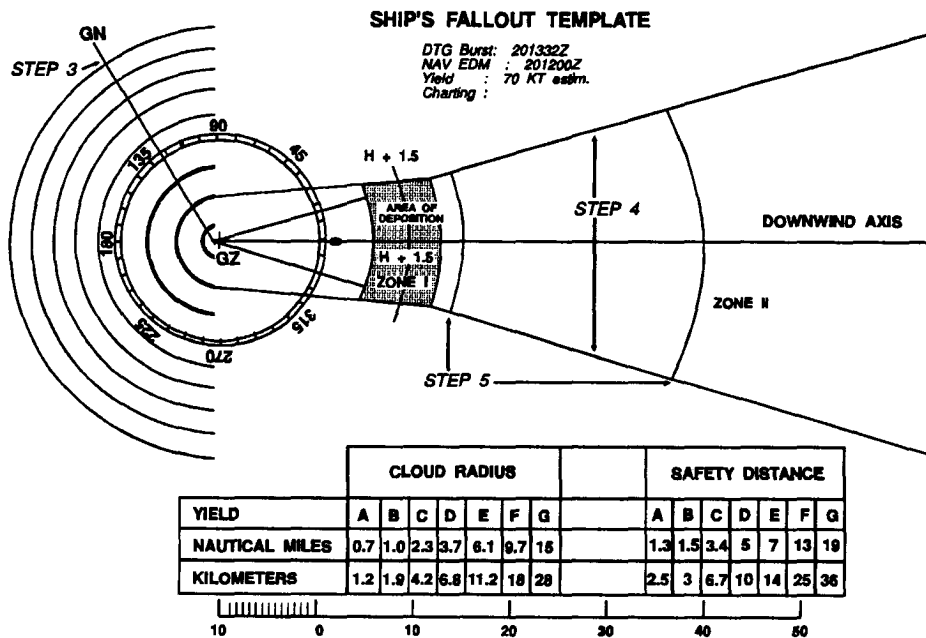 SHIP'S FALLOUT TEMPLATE
DTG Burst: 201332Z
NAV EDM : 201200Z
Yield : 70 KT estim.
Charting :
GN
STEP 3
90
45
135
180
225
270
315
GZ
H + 1.5
AREA OF
DEPOSITION
H + 1.5
ZONE I
STEP 4
DOWNWIND AXIS
ZONE II
STEP 5
CLOUD RADIUS SAFETY DISTANCE
YIELD A B C D E F G A B C D E F G
NAUTICAL MILES 0.7 1.0 2.3 3.7 6.1 9.7 15 1.3 1.5 3.4 5 7 13 19
KILOMETERS 1.2 1.9 4.2 6.8 11.2 18 28 2.5 3 6.7 10 14 25 36
10 0 10 20 30 40 50